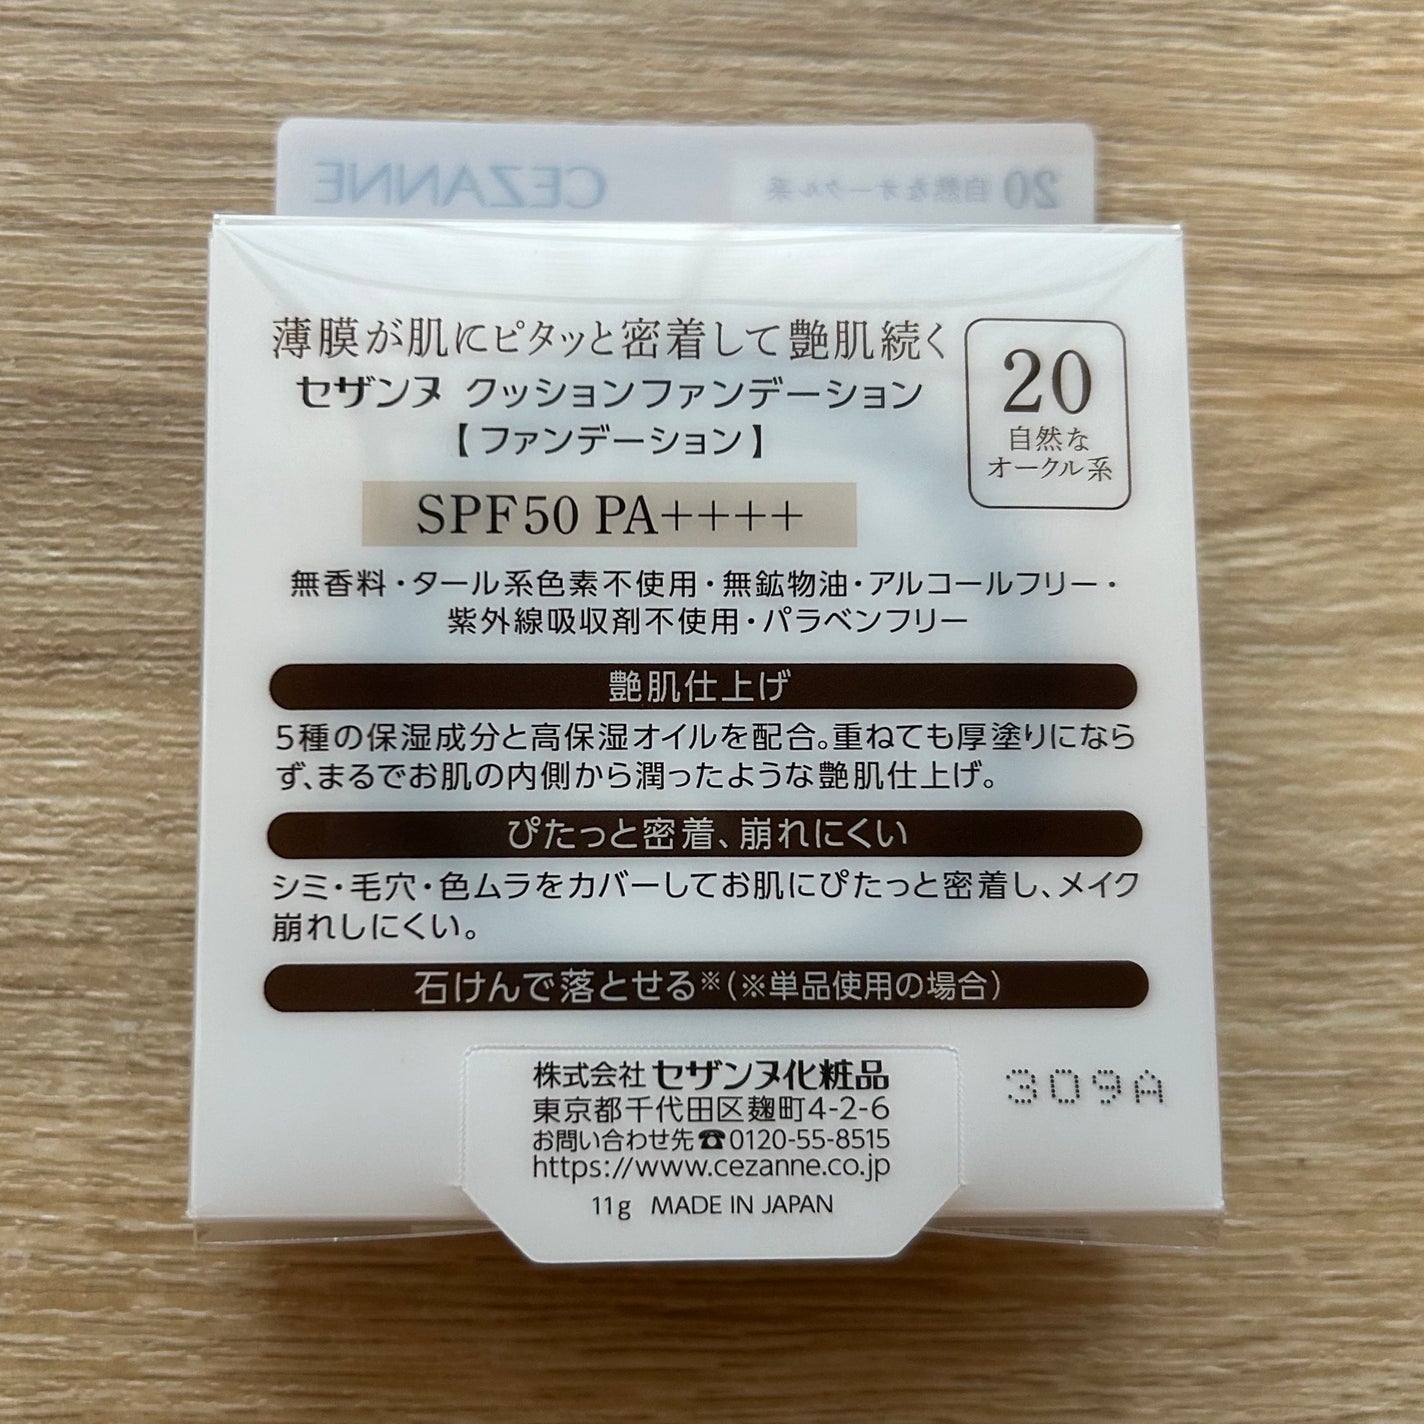 CEZANNE
20 自然なオークル系
薄膜が肌にピタッと密着して艶肌続く
セザンヌ クッションファンデーション
【ファンデーション】
20
自然な
オークル系
SPF50 PA++++
無香料・タール系色素不使用・無鉱物油・アルコールフリー・
紫外線吸収剤不使用・パラベンフリー
艶肌仕上げ
5種の保湿成分と高保湿オイルを配合。重ねても厚塗りになら
ず、まるでお肌の内側から潤ったような艶肌仕上げ。
ぴたっと密着、崩れにくい
シミ・毛穴・色ムラをカバーしてお肌にぴたっと密着し、メイク
崩れしにくい。
石けんで落とせる※(※単品使用の場合)
株式会社 セザンヌ化粧品
東京都千代田区麹町4-2-6
お問い合わせ先☎0120-55-8515
https://www.cezanne.co.jp
11g MADE IN JAPAN
309A